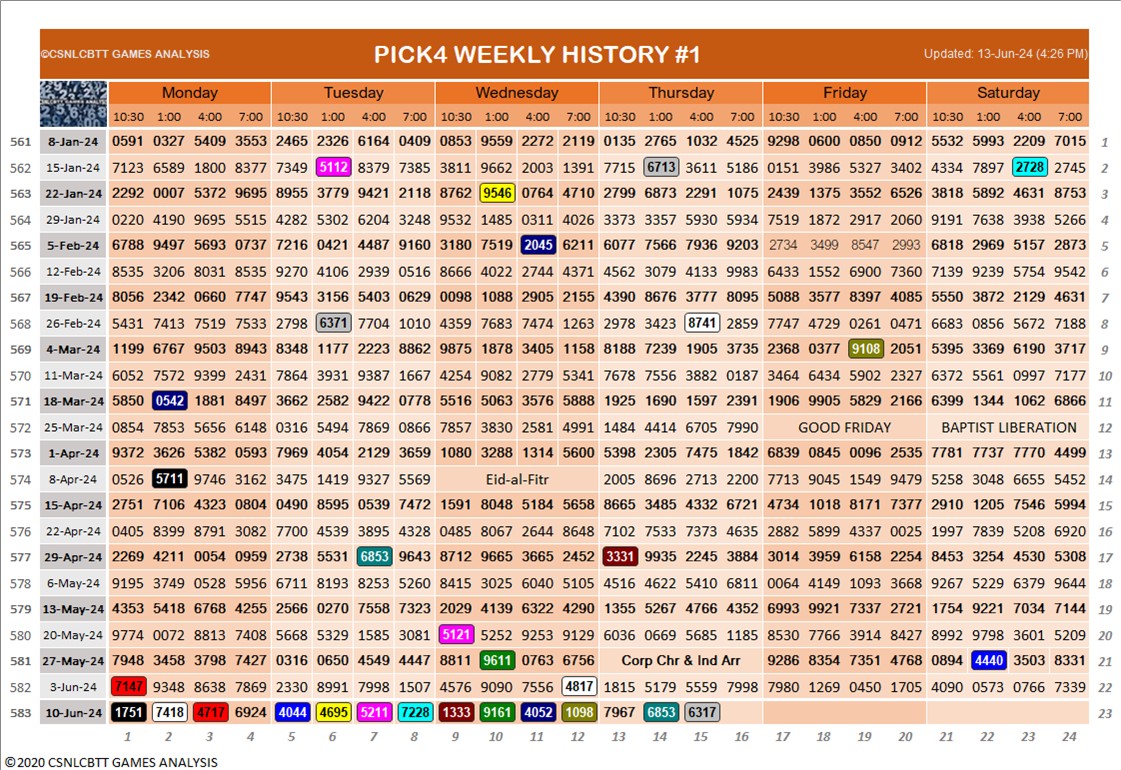 ©CSNLCBTT GAMES ANALYSIS PICK4 WEEKLY HISTORY #1 Updated: 13-Jun-24 (4:26 PM)
Monday Tuesday Wednesday Thursday Friday Saturday
10:30 1:00 4:00 7:00 10:30 1:00 4:00 7:00 10:30 1:00 4:00 7:00 10:30 1:00 4:00 7:00 10:30 1:00 4:00 7:00 10:30 1:00 4:00 7:00
561 8-Jan-24 0591 0327 5409 3553 2465 2326 6164 0409 0853 9559 2272 2119 0135 2765 1032 4525 9298 0600 0850 0912 5532 5993 2209 7015 1
562 15-Jan-24 7123 6589 1800 8377 7349 5112 8379 7385 3811 9662 2003 1391 7715 6713 3611 5186 0151 3986 5327 3402 4334 7897 2728 2745 2
563 22-Jan-24 2292 0007 5372 9695 8955 3779 9421 2118 8762 9546 0764 4710 2799 6873 2291 1075 2439 1375 3552 6526 3818 5892 4631 8753 3
564 29-Jan-24 0220 4190 9695 5515 4282 5302 6204 3248 9532 1485 0311 4026 3373 3357 5930 5934 7519 1872 2917 2060 9191 7638 3938 5266 4
565 5-Feb-24 6788 9497 5693 0737 7216 0421 4487 9160 3180 7519 2045 6211 6077 7566 7936 9203 2734 3499 8547 2993 6818 2969 5157 2873 5
566 12-Feb-24 8535 3206 8031 8535 9270 4106 2939 0516 8666 4022 2744 4371 4562 3079 4133 9983 6433 1552 6900 7360 7139 9239 5754 9542 6
567 19-Feb-24 8056 2342 0660 7747 9543 3156 5403 0629 0098 1088 2905 2155 4390 8676 3777 8095 5088 3577 8397 4085 5550 3872 2129 4631 7
568 26-Feb-24 5431 7413 7519 7533 2798 6371 7704 1010 4359 7683 7474 1263 2978 3423 8741 2859 7747 4729 0261 0471 6683 0856 5672 7188 8
569 4-Mar-24 1199 6767 9503 8943 8348 1177 2223 8862 9875 1878 3405 1158 8188 7239 1905 3735 2368 0377 9108 2051 5395 3369 6190 3717 9
570 11-Mar-24 6052 7572 9399 2431 7864 3931 9387 1667 4254 9082 2779 5341 7678 7556 3882 0187 3464 6434 5902 2327 6372 5561 0997 7177 10
571 18-Mar-24 5850 0542 1881 8497 3662 2582 9422 0778 5516 5063 3576 5888 1925 1690 1597 2391 1906 9905 5829 2166 6399 1344 1062 6866 11
572 25-Mar-24 0854 7853 5656 6148 0316 5494 7869 0866 7857 3830 2581 4991 1484 4414 6705 7990 GOOD FRIDAY BAPTIST LIBERATION 12
573 1-Apr-24 9372 3626 5382 0593 7969 4054 2129 3659 1080 3288 1314 5600 5398 2305 7475 1842 6839 0845 0096 2535 7781 7737 7770 4499 13
574 8-Apr-24 0526 5711 9746 3162 3475 1419 9327 5569 Eid-al-Fitr 2005 8696 2713 2200 7713 9045 1549 9479 5258 3048 6655 5452 14
575 15-Apr-24 2751 7106 4323 0804 0490 8595 0539 7472 1591 8048 5184 5658 8665 3485 4332 6721 4734 1018 8171 7377 2910 1205 7546 5994 15
576 22-Apr-24 0405 8399 8791 3082 7700 4539 3895 4328 0485 8067 2644 8648 7102 7533 7373 4635 2882 5899 4337 0025 1997 7839 5208 6920 16
577 29-Apr-24 2269 4211 0054 0959 2738 5531 6853 9643 8712 9665 3665 2452 3331 9935 2245 3884 3014 3959 6158 2254 8453 3254 4530 5308 17
578 6-May-24 9195 3749 0528 5956 6711 8193 8253 5260 8415 3025 6040 5105 4516 4622 5410 6811 0064 4149 1093 3668 9267 5229 6379 9644 18
579 13-May-24 4353 5418 6768 4255 2566 0270 7558 7323 2029 4139 6322 4290 1355 5267 4766 4352 6993 9921 7337 2721 1754 9221 7034 7144 19
580 20-May-24 9774 0072 8813 7408 5668 5329 1585 3081 5121 5252 9253 9129 6036 0669 5685 1185 8530 7766 3914 8427 8992 9798 3601 5209 20
581 27-May-24 7948 3458 3798 7427 0316 0650 4549 4447 8811 9611 0763 6756 Corp Chr & Ind Arr 9286 8354 7351 4768 0894 4440 3503 8331 21
582 3-Jun-24 7147 9348 8638 7869 2330 8991 7998 1507 4576 9090 7556 4817 1815 5179 5559 7998 7980 1269 0450 1705 4090 0573 0766 7339 22
583 10-Jun-24 1751 7418 4717 6924 4044 4695 5211 7228 1333 9161 4052 1098 7967 6853 6317 23
1 2 3 4 5 6 7 8 9 10 11 12 13 14 15 16 17 18 19 20 21 22 23 24
©2020 CSNLCBTT GAMES ANALYSIS